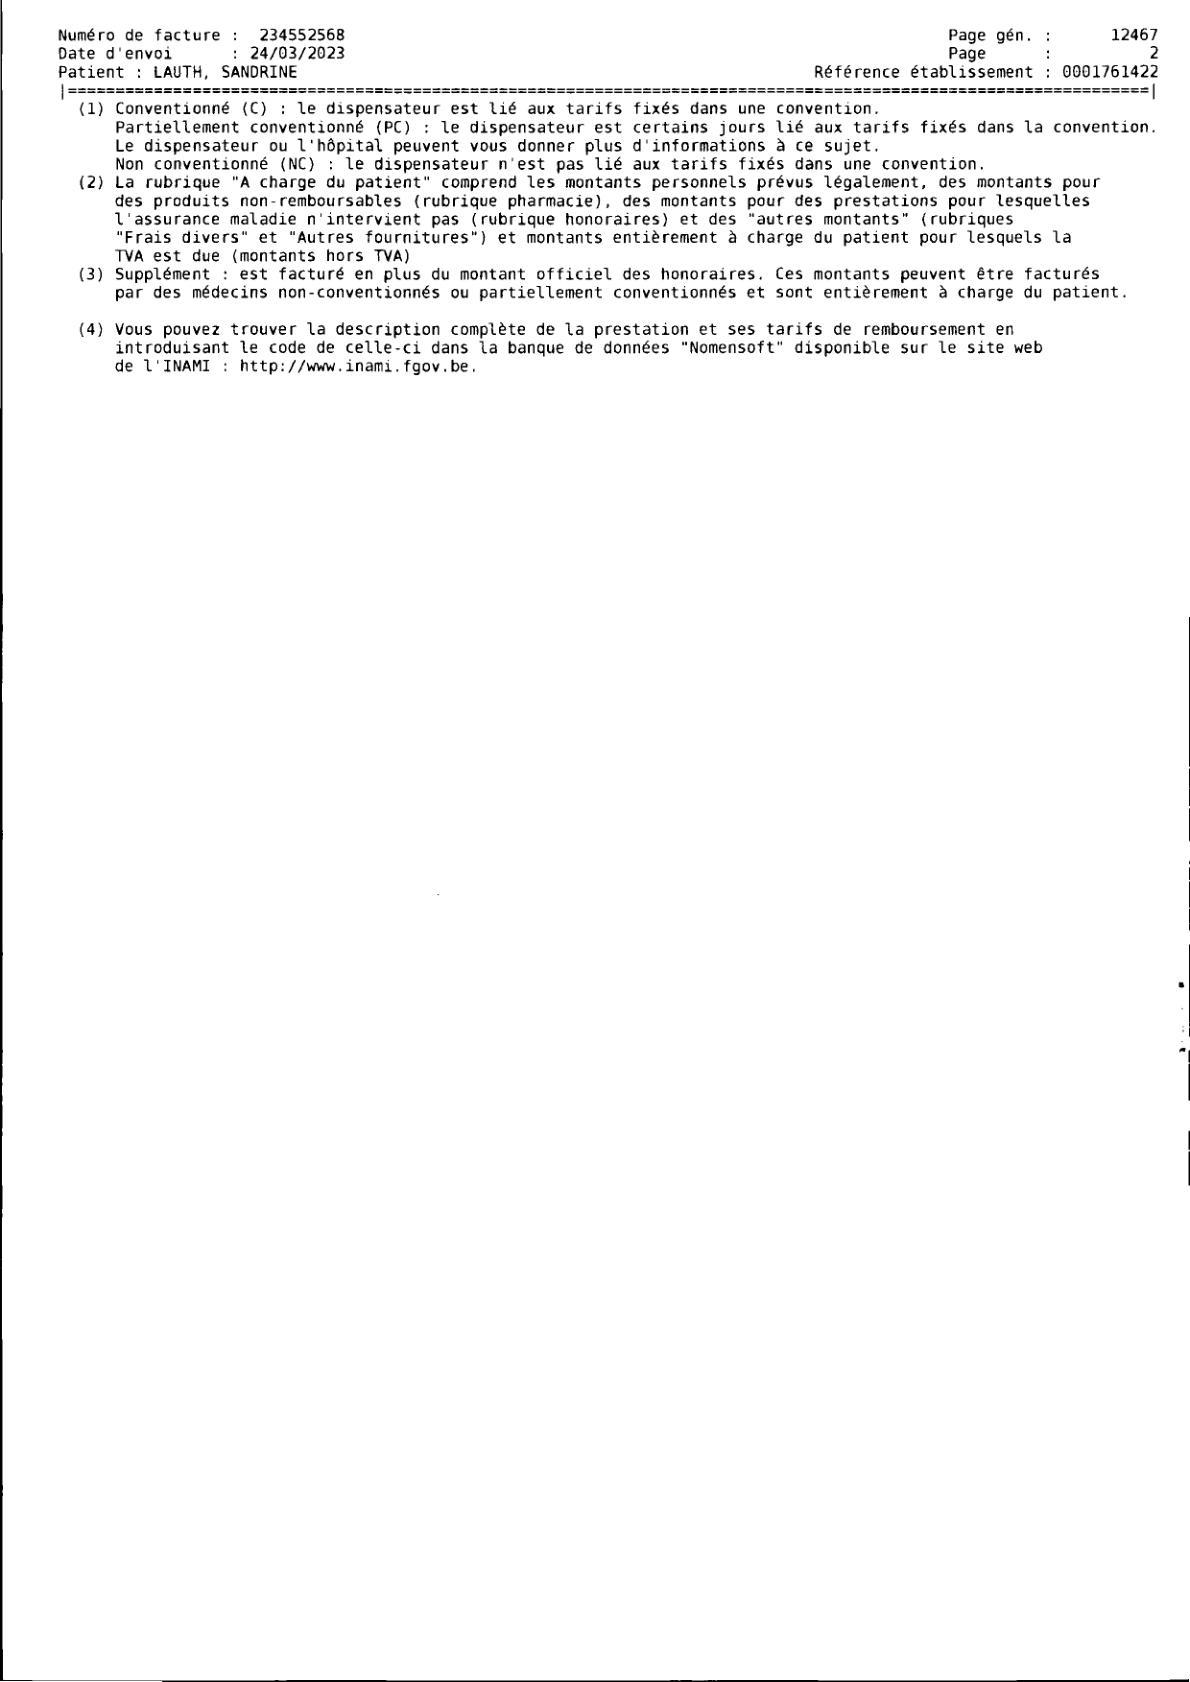 Numéro de facture : 234552568 Page gén. : 12467
Date d'envoi : 24/03/2023 Page : 2
Patient : LAUTH, SANDRINE Référence établissement : 0001761422
(1) Conventionné (C) : le dispensateur est lié aux tarifs fixés dans une convention.
Partiellement conventionné (PC) : le dispensateur est certains jours lié aux tarifs fixés dans la convention.
Le dispensateur ou l'hôpital peuvent vous donner plus d'informations à ce sujet.
Non conventionné (NC) : le dispensateur n'est pas lié aux tarifs fixés dans une convention.
(2) La rubrique "A charge du patient" comprend les montants personnels prévus légalement, des montants pour
des produits non-remboursables (rubrique pharmacie), des montants pour des prestations pour lesquelles
l'assurance maladie n'intervient pas (rubrique honoraires) et des "autres montants" (rubriques
"Frais divers" et "Autres fournitures") et montants entièrement à charge du patient pour lesquels la
TVA est due (montants hors TVA)
(3) Supplément : est facturé en plus du montant officiel des honoraires. Ces montants peuvent être facturés
par des médecins non-conventionnés ou partiellement conventionnés et sont entièrement à charge du patient.
(4) Vous pouvez trouver la description complète de la prestation et ses tarifs de remboursement en
introduisant le code de celle-ci dans la banque de données "Nomensoft" disponible sur le site web
de l'INAMI : http://www.inami.fgov.be.